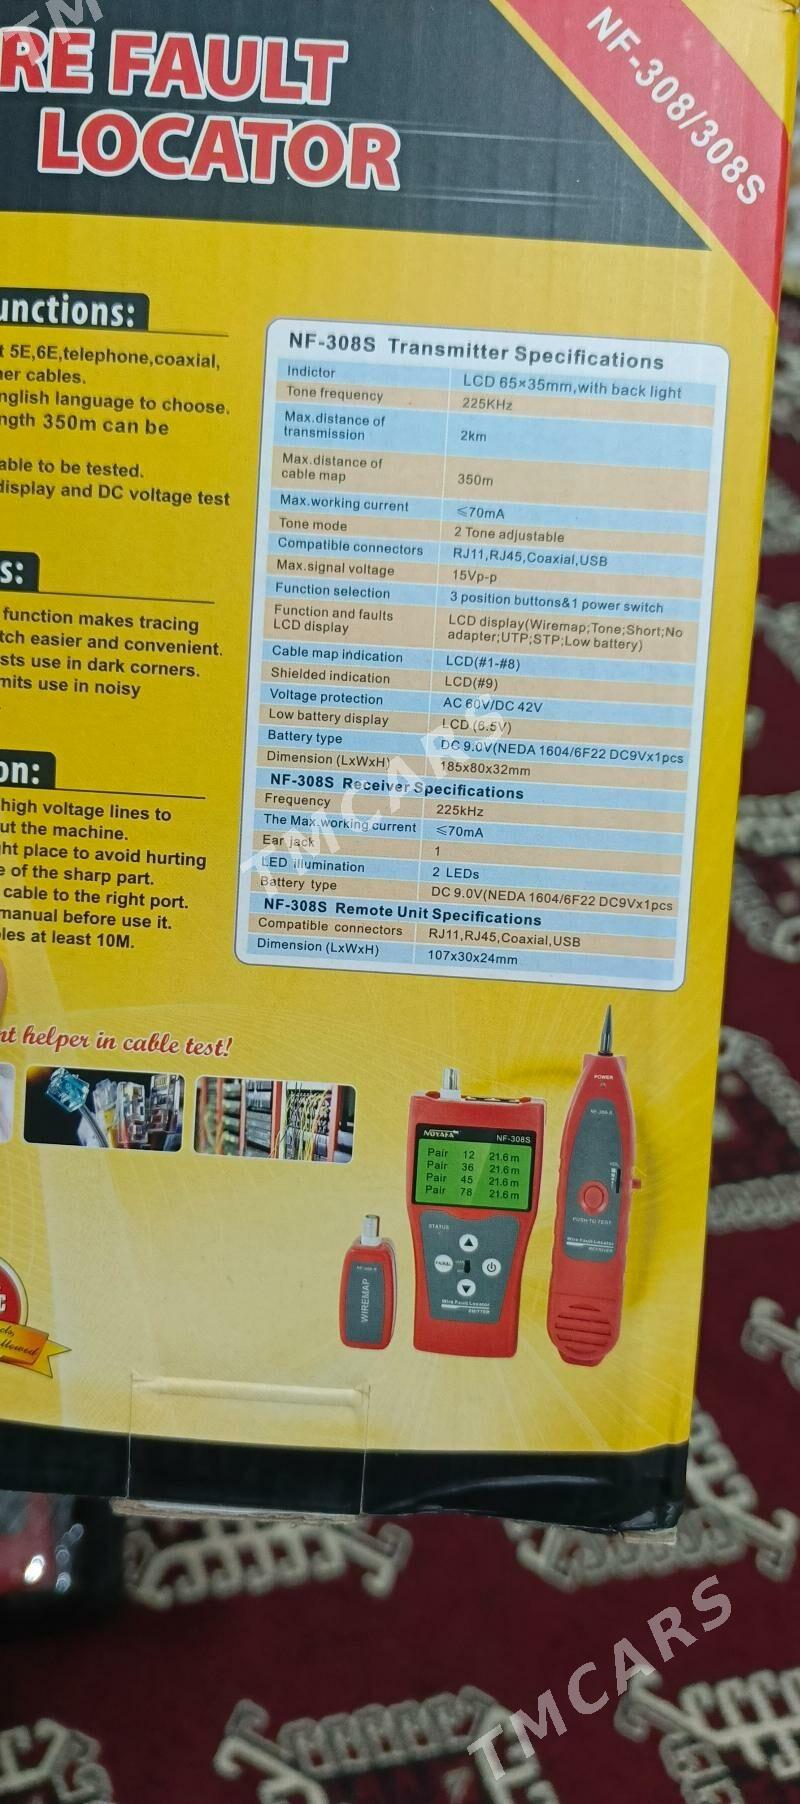 RE FAULT
LOCATOR
NF-308/308S
unctions:
t 5E,6E,telephone,coaxial,
er cables.
nglish language to choose.
ngth 350m can be
able to be tested.
display and DC voltage test
s:
function makes tracing
tch easier and convenient.
sts use in dark corners.
mits use in noisy
on:
high voltage lines to
ut the machine.
ht place to avoid hurting
e of the sharp part.
cable to the right port.
manual before use it.
les at least 10M.
NF-308S Transmitter Specifications
Indictor LCD 65×35mm,with back light
Tone frequency 225KHz
Max.distance of
transmission 2km
Max.distance of
cable map 350m
Max.working current ≤70mA
Tone mode 2 Tone adjustable
Compatible connectors RJ11,RJ45,Coaxial,USB
Max.signal voltage 15Vp-p
Function selection 3 position buttons&1 power switch
Function and faults LCD display(Wiremap;Tone;Short;No
LCD display adapter;UTP;STP;Low battery)
Cable map indication LCD(#1-#8)
Shielded indication LCD(#9)
Voltage protection AC 60V/DC 42V
Low battery display LCD (6.5V)
Battery type DC 9.0V(NEDA 1604/6F22 DC9Vx1pcs
Dimension (LxWxH) 185x80x32mm
NF-308S Receiver Specifications
Frequency 225kHz
The Max.working current ≤70mA
Ear jack 1
LED illumination 2 LEDs
Battery type DC 9.0V(NEDA 1604/6F22 DC9Vx1pcs
NF-308S Remote Unit Specifications
Compatible connectors RJ11,RJ45,Coaxial,USB
Dimension (LxWxH) 107x30x24mm
nt helper in cable test!
NOYAFA NF-308S
Pair 12 21.6m
Pair 36 21.6m
Pair 45 21.6m
Pair 78 21.6m
STATUS
Wire Fault Locator
EMITTER
WIREMAP
POWER
PUSH TO TEST
Wire Fault Locator
RECEIVER
TMCARS
TMCARS